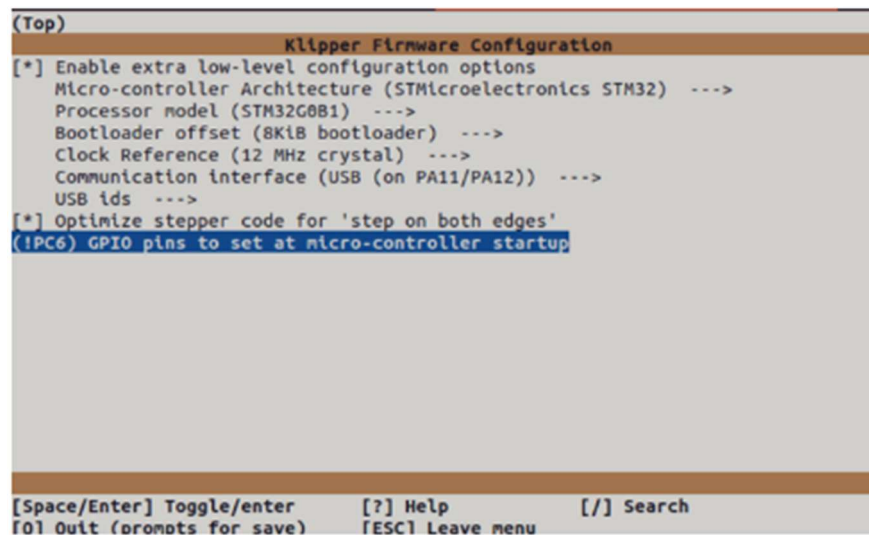 (Top)
Klipper Firmware Configuration
[*] Enable extra low-level configuration options
Micro-controller Architecture (STMicroelectronics STM32) --->
Processor model (STM32G0B1) --->
Bootloader offset (8KiB bootloader) --->
Clock Reference (12 MHz crystal) --->
Communication interface (USB (on PA11/PA12)) --->
USB ids --->
[*] Optimize stepper code for 'step on both edges'
(!PC6) GPIO pins to set at micro-controller startup
[Space/Enter] Toggle/enter [?] Help [/] Search
[Q] Quit (prompts for save) [ESC] Leave menu